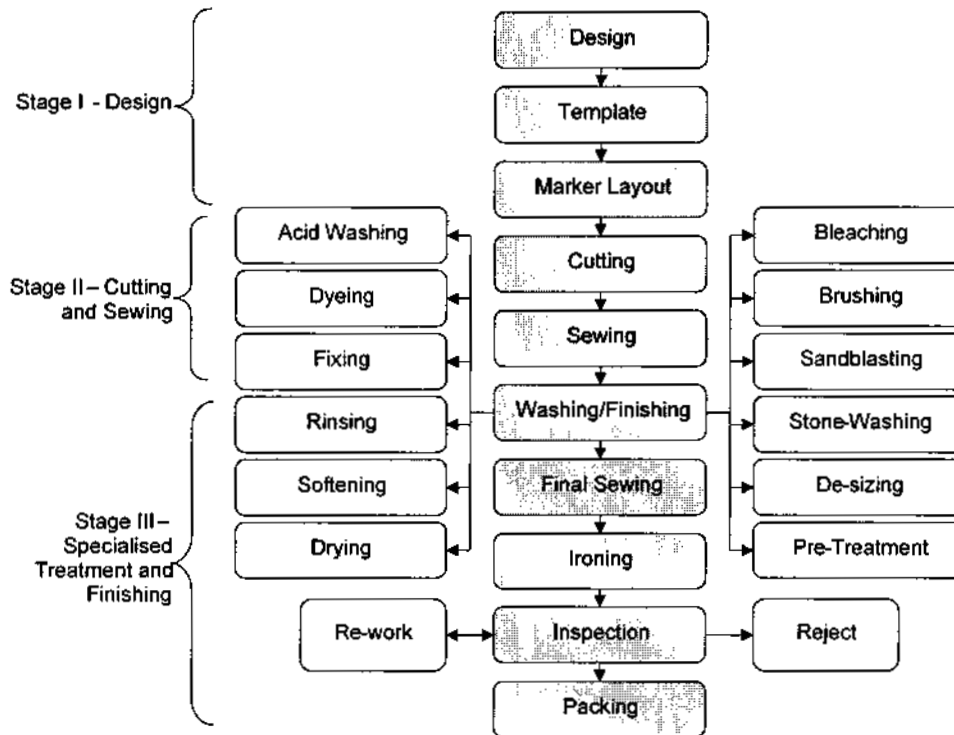 Design
Stage I - Design
Template
Marker Layout
Acid Washing
Cutting
Bleaching
Stage II – Cutting
and Sewing
Dyeing
Brushing
Sewing
Fixing
Sandblasting
Rinsing
Washing/Finishing
Stone-Washing
Softening
Final Sewing
De-sizing
Stage III –
Specialised
Treatment and
Finishing
Drying
Ironing
Pre-Treatment
Re-work
Inspection
Reject
Packing